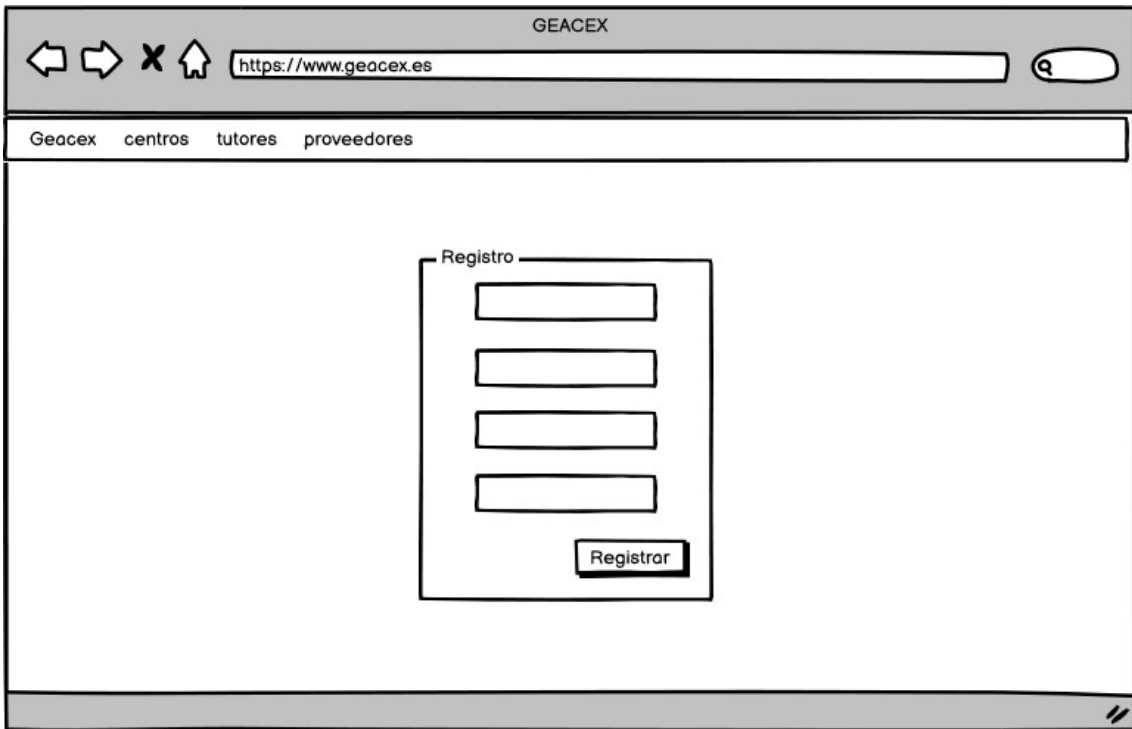 GEACEX
https://www.geacex.es
Geacex centros tutores proveedores
Registro
Registrar